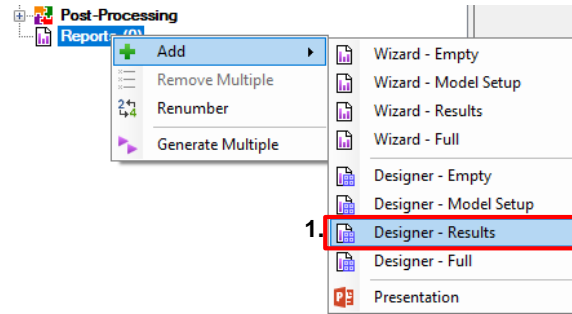 Post-Processing
Reports (0)
Add
Remove Multiple
Renumber
Generate Multiple
Wizard - Empty
Wizard - Model Setup
Wizard - Results
Wizard - Full
Designer - Empty
Designer - Model Setup
1. Designer - Results
Designer - Full
Presentation